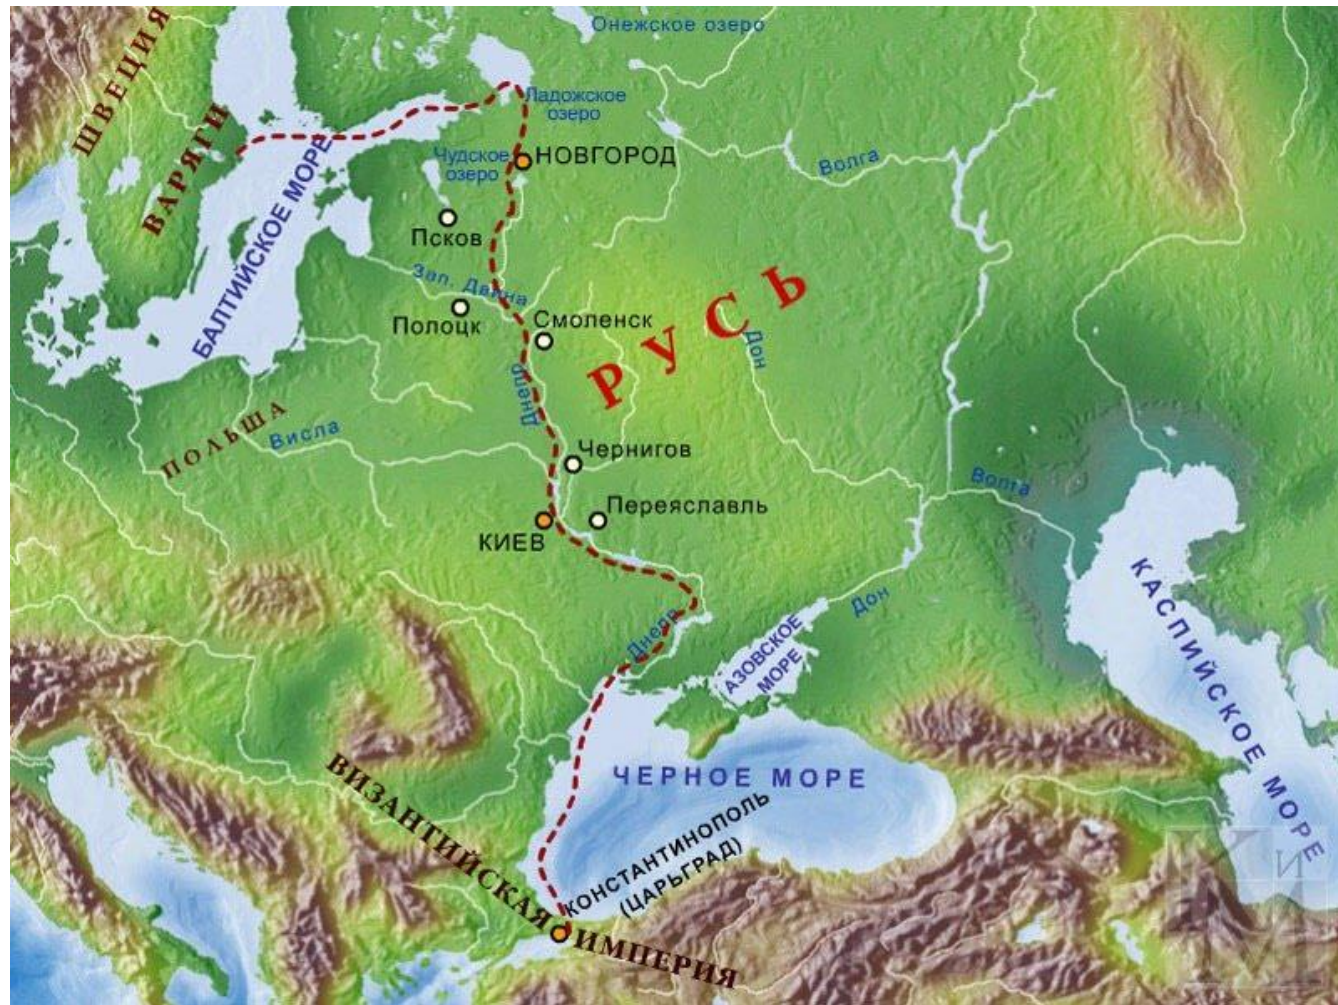 Онежское озеро
ШВЕЦИЯ
Ладожское
озеро
ВАРЯГИ
Чудское
озеро
НОВГОРОД
Волга
БАЛТИЙСКОЕ МОРЕ
Псков
Зап. Двина
РУСЬ
Полоцк
Смоленск
Дон
Днепр
ПОЛЬША
Висла
Чернигов
Волга
Переяславль
КИЕВ
КАСПИЙСКОЕ МОРЕ
Дон
Днепр
АЗОВСКОЕ
МОРЕ
ЧЕРНОЕ МОРЕ
ВИЗАНТИЙСКАЯ
ИМПЕРИЯ
КОНСТАНТИНОПОЛЬ
(ЦАРЬГРАД)
К и
М